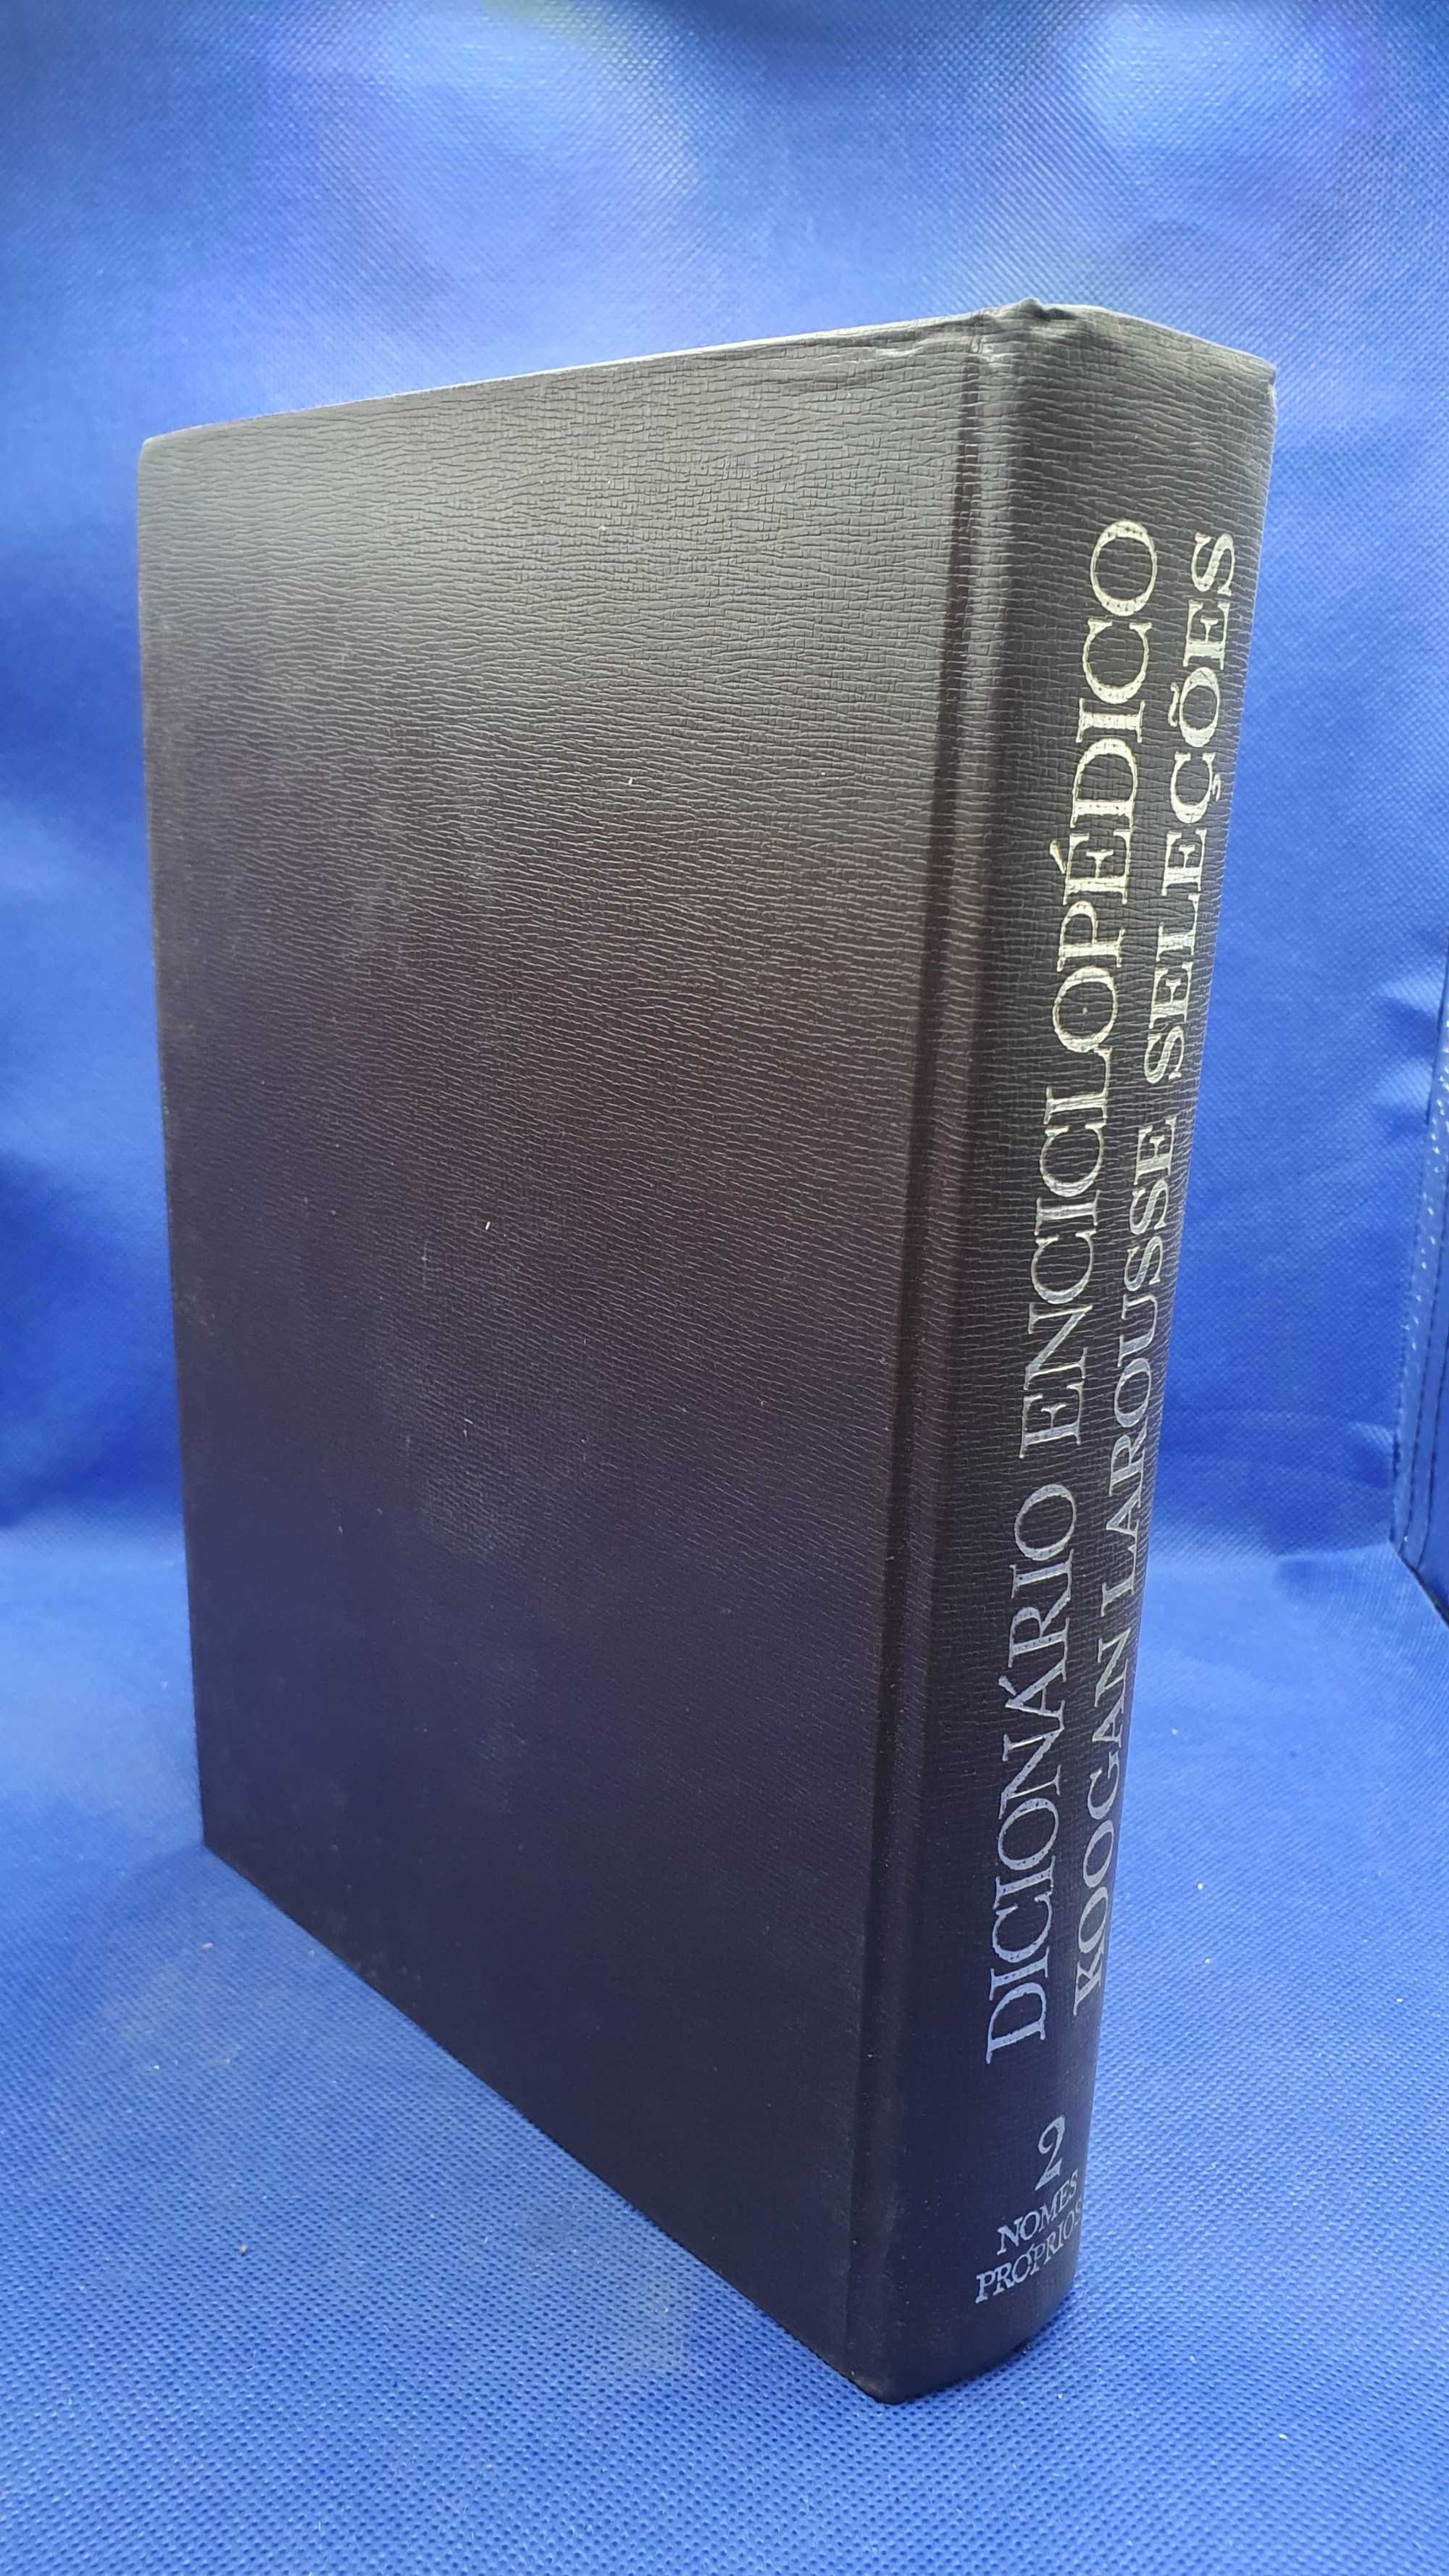 DICIONÁRIO ENCICLOPÉDICO
KOOGAN LAROUSSE SELEÇÕES
2
NOMES
PRÓPRIOS